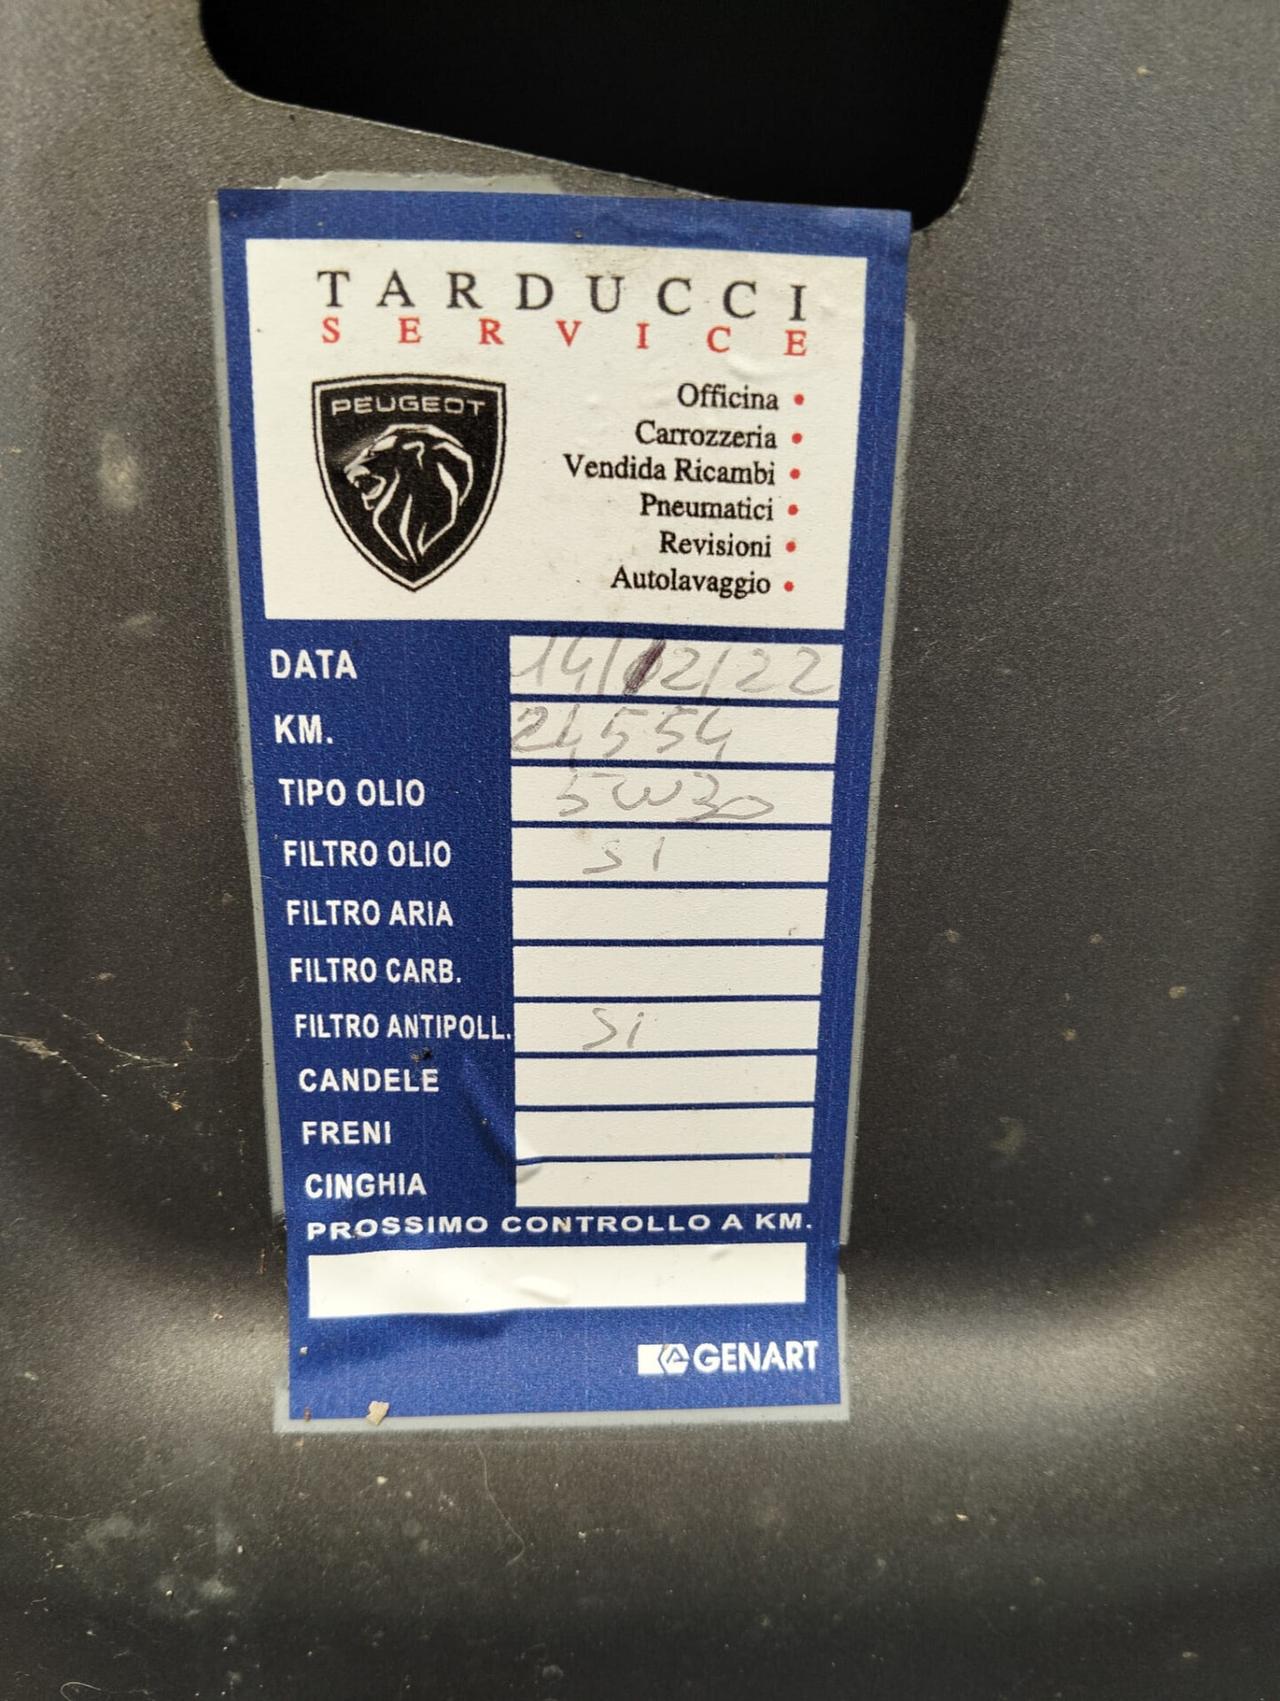 TARDUCCI
SERVICE
PEUGEOT
Officina •
Carrozzeria •
Vendida Ricambi •
Pneumatici •
Revisioni •
Autolavaggio •
DATA 14/12/22
KM. 24554
TIPO OLIO 5W30
FILTRO OLIO SI
FILTRO ARIA
FILTRO CARB.
FILTRO ANTIPOLL. Si
CANDELE
FRENI
CINGHIA
PROSSIMO CONTROLLO A KM.
GENART